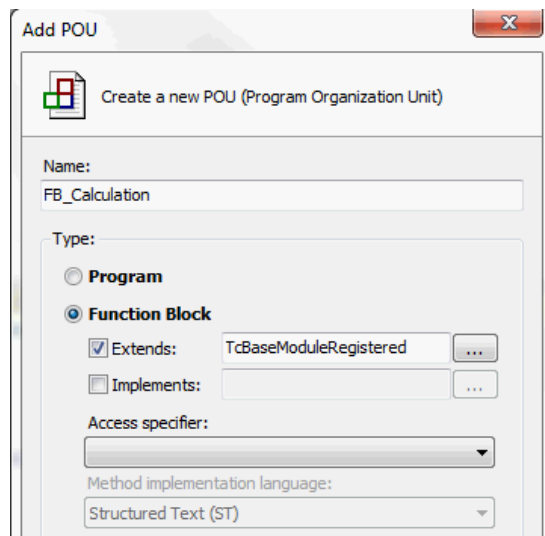 Add POU
Create a new POU (Program Organization Unit)
Name:
FB_Calculation
Type:
Program
Function Block
Extends: TcBaseModuleRegistered ...
Implements: ...
Access specifier:
Method implementation language:
Structured Text (ST)